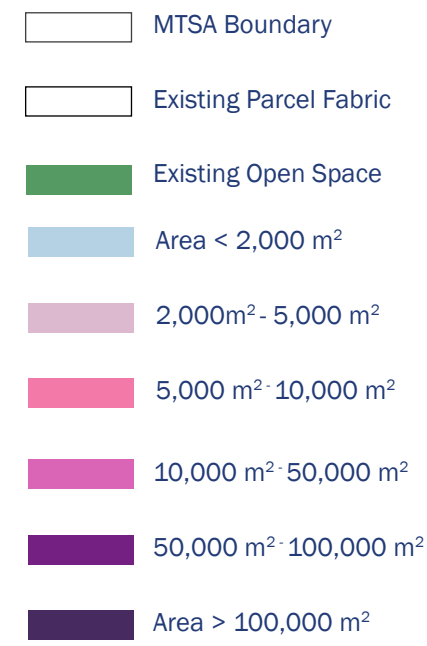 MTSA Boundary
Existing Parcel Fabric
Existing Open Space
Area < 2,000 m²
2,000m² - 5,000 m²
5,000 m² - 10,000 m²
10,000 m² - 50,000 m²
50,000 m² - 100,000 m²
Area > 100,000 m²